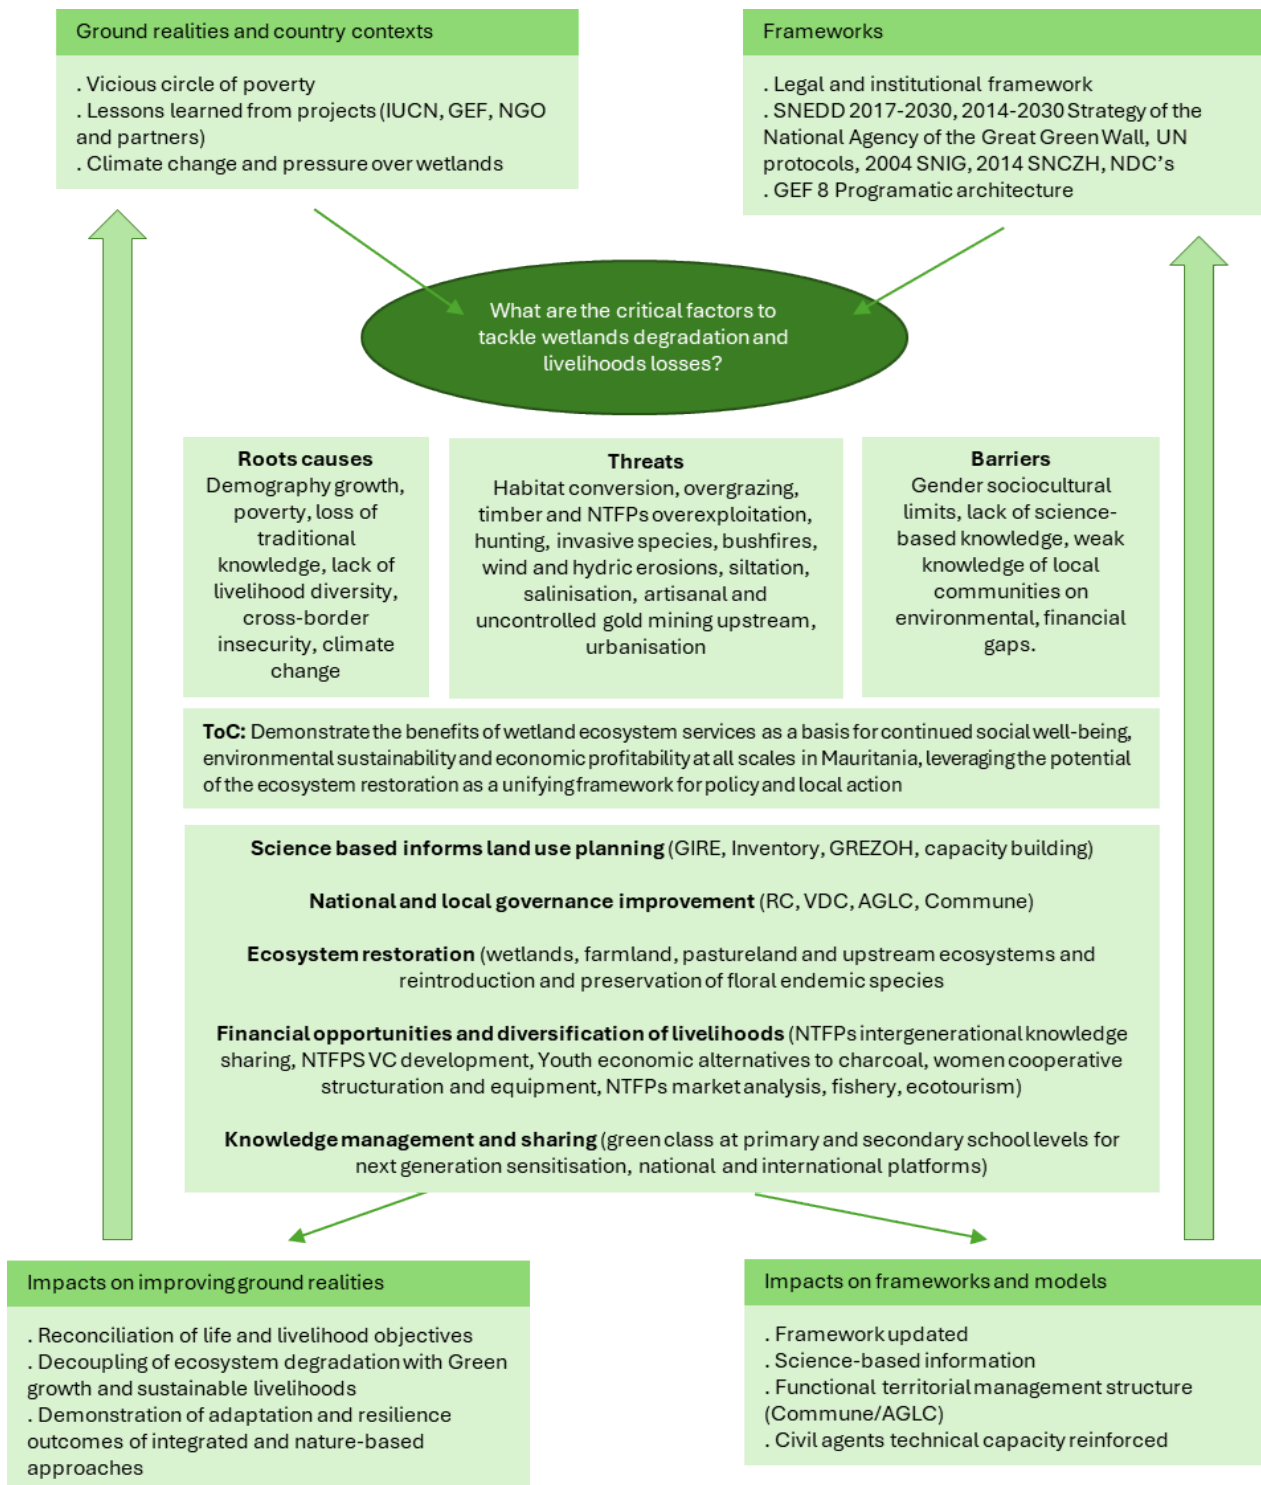 Ground realities and country contexts
. Vicious circle of poverty
. Lessons learned from projects (IUCN, GEF, NGO
and partners)
. Climate change and pressure over wetlands
Frameworks
. Legal and institutional framework
. SNEDD 2017-2030, 2014-2030 Strategy of the
National Agency of the Great Green Wall, UN
protocols, 2004 SNIG, 2014 SNCZH, NDC's
. GEF 8 Programatic architecture
What are the critical factors to
tackle wetlands degradation and
livelihoods losses?
Roots causes
Demography growth,
poverty, loss of
traditional
knowledge, lack of
livelihood diversity,
cross-border
insecurity, climate
change
Threats
Habitat conversion, overgrazing,
timber and NTFPs overexploitation,
hunting, invasive species, bushfires,
wind and hydric erosions, siltation,
salinisation, artisanal and
uncontrolled gold mining upstream,
urbanisation
Barriers
Gender sociocultural
limits, lack of science-
based knowledge, weak
knowledge of local
communities on
environmental, financial
gaps.
ToC: Demonstrate the benefits of wetland ecosystem services as a basis for continued social well-being,
environmental sustainability and economic profitability at all scales in Mauritania, leveraging the potential
of the ecosystem restoration as a unifying framework for policy and local action
Science based informs land use planning (GIRE, Inventory, GREZOH, capacity building)
National and local governance improvement (RC, VDC, AGLC, Commune)
Ecosystem restoration (wetlands, farmland, pastureland and upstream ecosystems and
reintroduction and preservation of floral endemic species
Financial opportunities and diversification of livelihoods (NTFPs intergenerational knowledge
sharing, NTFPS VC development, Youth economic alternatives to charcoal, women cooperative
structuration and equipment, NTFPs market analysis, fishery, ecotourism)
Knowledge management and sharing (green class at primary and secondary school levels for
next generation sensitisation, national and international platforms)
Impacts on improving ground realities
. Reconciliation of life and livelihood objectives
. Decoupling of ecosystem degradation with Green
growth and sustainable livelihoods
. Demonstration of adaptation and resilience
outcomes of integrated and nature-based
approaches
Impacts on frameworks and models
. Framework updated
. Science-based information
. Functional territorial management structure
(Commune/AGLC)
. Civil agents technical capacity reinforced